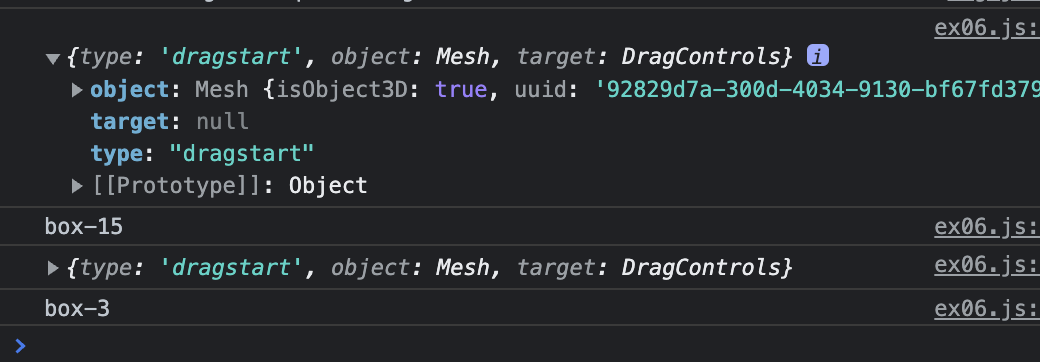 ex06.js:
▼{type: 'dragstart', object: Mesh, target: DragControls} i
▶object: Mesh {isObject3D: true, uuid: '92829d7a-300d-4034-9130-bf67fd379
target: null
type: "dragstart"
▶[[Prototype]]: Object
box-15 ex06.js:
▶{type: 'dragstart', object: Mesh, target: DragControls} ex06.js:
box-3 ex06.js:
>